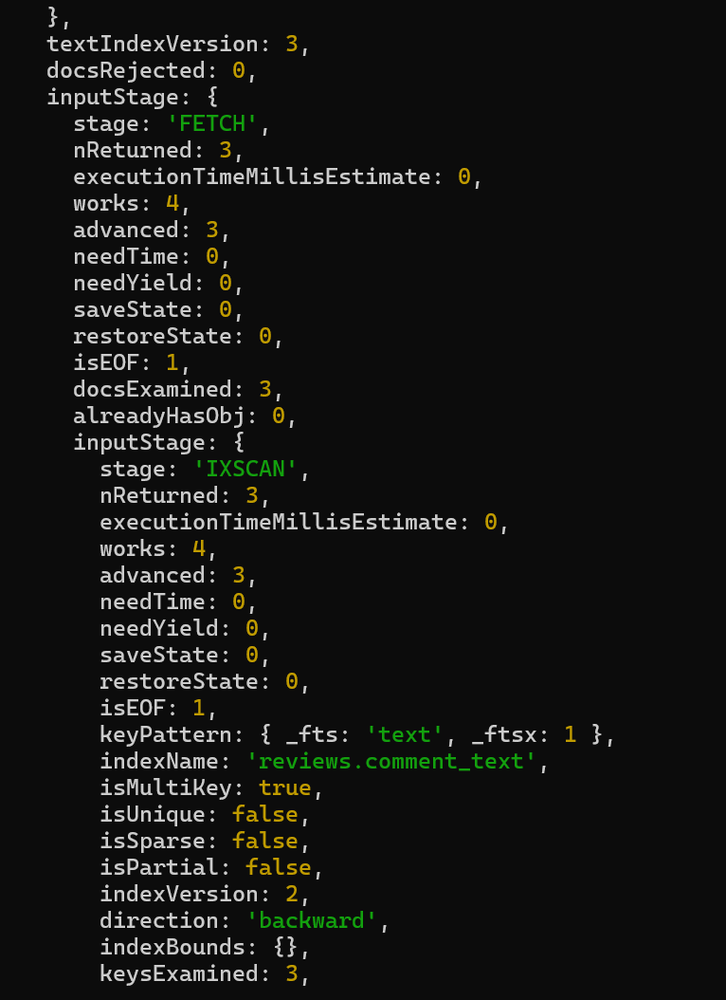 },
textIndexVersion: 3,
docsRejected: 0,
inputStage: {
stage: 'FETCH',
nReturned: 3,
executionTimeMillisEstimate: 0,
works: 4,
advanced: 3,
needTime: 0,
needYield: 0,
saveState: 0,
restoreState: 0,
isEOF: 1,
docsExamined: 3,
alreadyHasObj: 0,
inputStage: {
stage: 'IXSCAN',
nReturned: 3,
executionTimeMillisEstimate: 0,
works: 4,
advanced: 3,
needTime: 0,
needYield: 0,
saveState: 0,
restoreState: 0,
isEOF: 1,
keyPattern: { _fts: 'text', _ftsx: 1 },
indexName: 'reviews.comment_text',
isMultiKey: true,
isUnique: false,
isSparse: false,
isPartial: false,
indexVersion: 2,
direction: 'backward',
indexBounds: {},
keysExamined: 3,